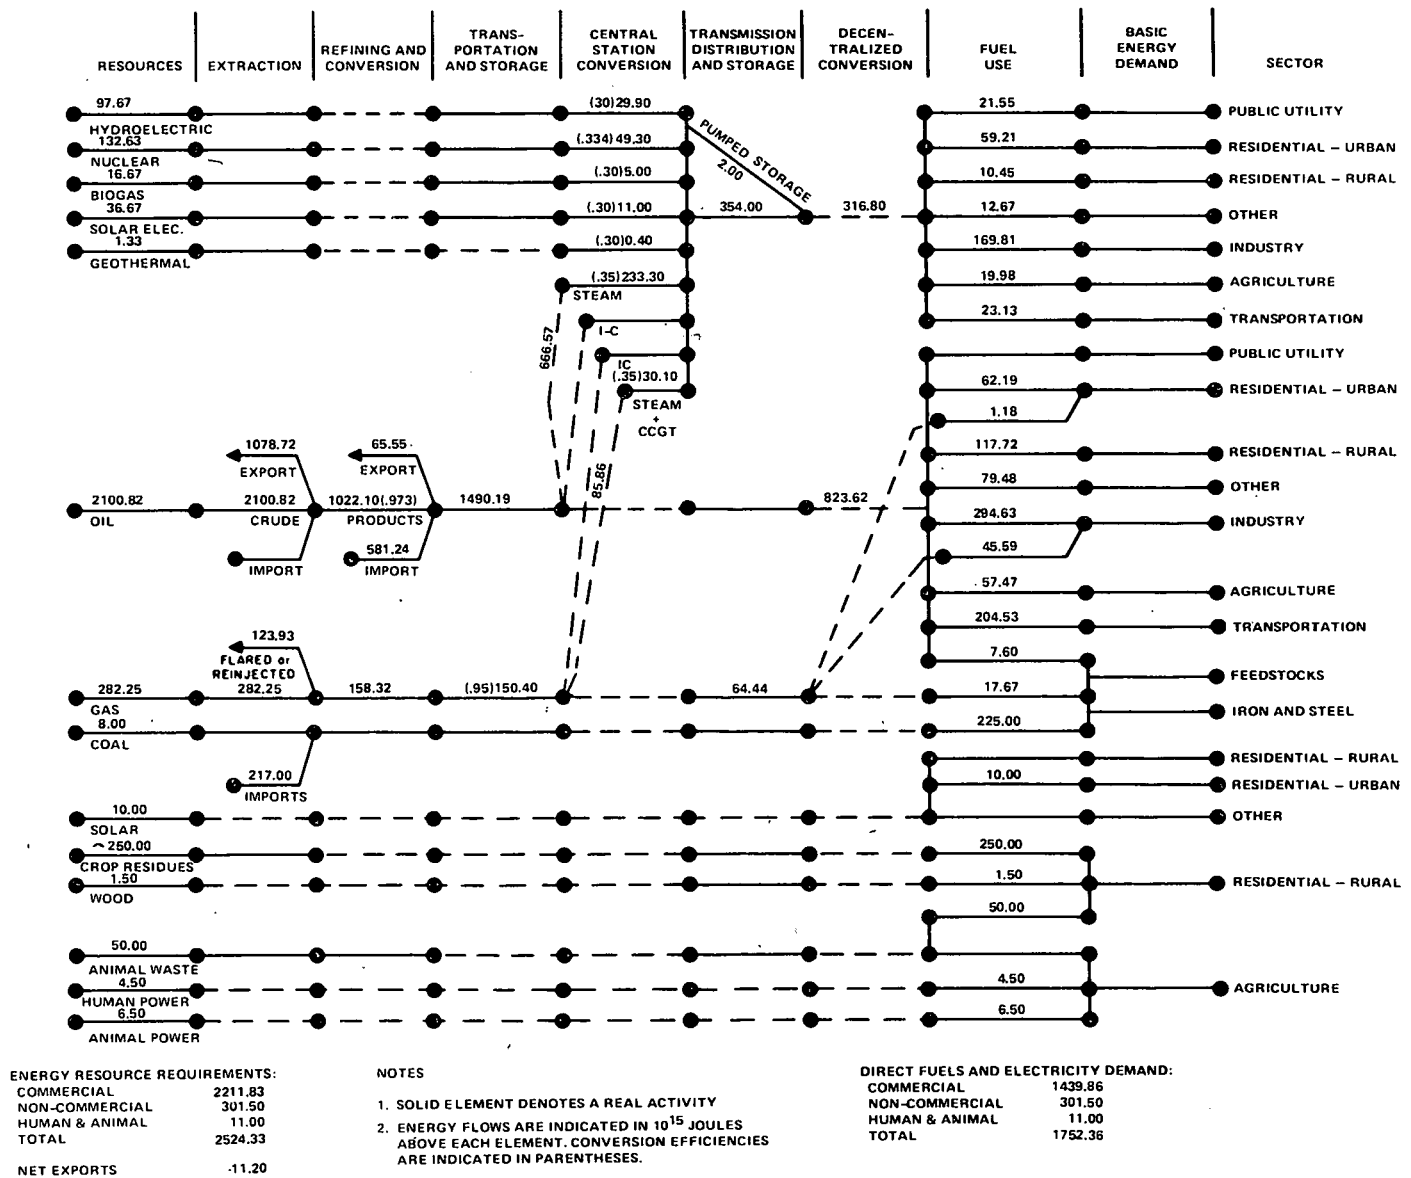 RESOURCES
EXTRACTION
REFINING AND
CONVERSION
TRANS-
PORTATION
AND STORAGE
CENTRAL
STATION
CONVERSION
TRANSMISSION
DISTRIBUTION
AND STORAGE
DECEN-
TRALIZED
CONVERSION
FUEL
USE
BASIC
ENERGY
DEMAND
SECTOR
97.67
(30)29.90
21.55
PUBLIC UTILITY
HYDROELECTRIC
132.63
(.334)49.30
PUMPED STORAGE
2.00
59.21
RESIDENTIAL – URBAN
NUCLEAR
16.67
(.30)5.00
10.45
RESIDENTIAL – RURAL
BIOGAS
36.67
(.30)11.00
354.00
316.80
12.67
OTHER
SOLAR ELEC.
1.33
(.30)0.40
169.81
INDUSTRY
GEOTHERMAL
(.35)233.30
19.98
AGRICULTURE
STEAM
23.13
TRANSPORTATION
I-C
666.57
PUBLIC UTILITY
IC
(.35)30.10
62.19
RESIDENTIAL – URBAN
STEAM
+
CCGT
1.18
85.86
1078.72
65.55
117.72
RESIDENTIAL – RURAL
EXPORT
EXPORT
79.48
OTHER
2100.82
2100.82
1022.10(.973)
1490.19
823.62
294.63
INDUSTRY
OIL
CRUDE
PRODUCTS
581.24
45.59
IMPORT
IMPORT
57.47
AGRICULTURE
204.53
TRANSPORTATION
123.93
FLARED or
REINJECTED
7.60
FEEDSTOCKS
282.25
282.25
158.32
(.95)150.40
64.44
17.67
GAS
IRON AND STEEL
8.00
225.00
COAL
217.00
IMPORTS
RESIDENTIAL – RURAL
10.00
RESIDENTIAL – URBAN
10.00
OTHER
SOLAR
250.00
250.00
CROP RESIDUES
1.50
1.50
RESIDENTIAL – RURAL
WOOD
50.00
50.00
ANIMAL WASTE
4.50
4.50
AGRICULTURE
HUMAN POWER
6.50
6.50
ANIMAL POWER
ENERGY RESOURCE REQUIREMENTS:
COMMERCIAL 2211.83
NON-COMMERCIAL 301.50
HUMAN & ANIMAL 11.00
TOTAL 2524.33
NET EXPORTS -11.20
NOTES
1. SOLID ELEMENT DENOTES A REAL ACTIVITY
2. ENERGY FLOWS ARE INDICATED IN 10¹⁵ JOULES
ABOVE EACH ELEMENT. CONVERSION EFFICIENCIES
ARE INDICATED IN PARENTHESES.
DIRECT FUELS AND ELECTRICITY DEMAND:
COMMERCIAL 1439.86
NON-COMMERCIAL 301.50
HUMAN & ANIMAL 11.00
TOTAL 1752.36